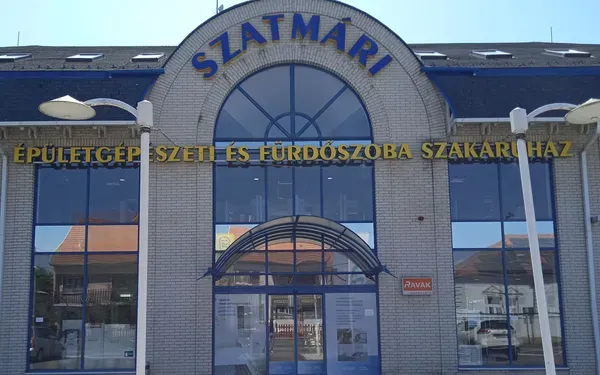 SZATMÁRI
ÉPÜLETGÉPÉSZETI ÉS FÜRDŐSZOBA SZAKÁRUHÁZ
RAVAK